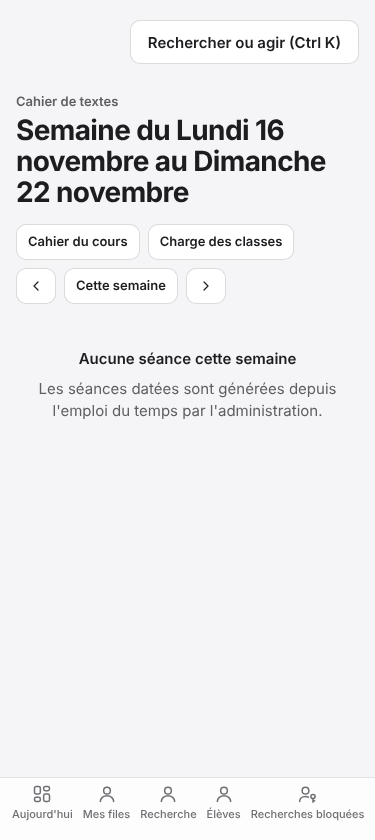 Rechercher ou agir (Ctrl K)
Cahier de textes
Semaine du Lundi 16
novembre au Dimanche
22 novembre
Cahier du cours
Charge des classes
Cette semaine
Aucune séance cette semaine
Les séances datées sont générées depuis
l'emploi du temps par l'administration.
Aujourd'hui
Mes files
Recherche
Élèves
Recherches bloquées